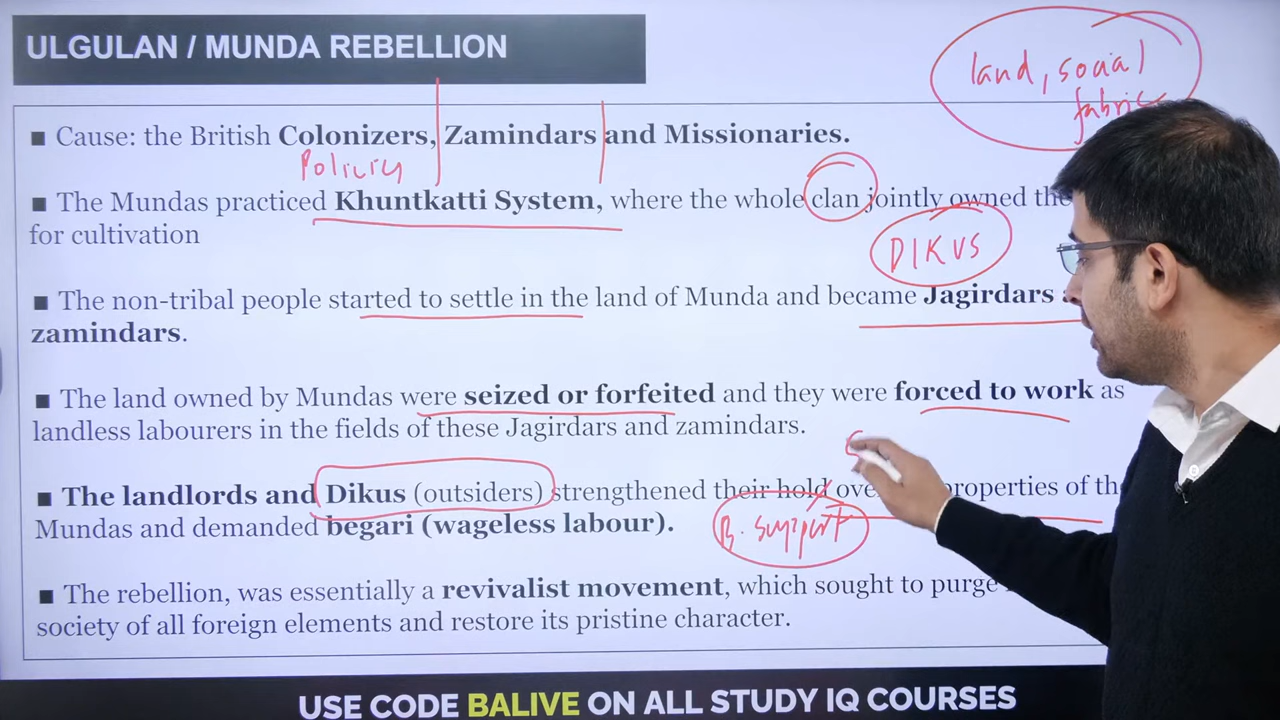 ULGULAN / MUNDA REBELLION
land, social
fabric
■ Cause: the British Colonizers, Zamindars and Missionaries.
Policies
■ The Mundas practiced Khuntkatti System, where the whole clan jointly owned the
for cultivation
DIKUS
■ The non-tribal people started to settle in the land of Munda and became Jagirdars
zamindars.
■ The land owned by Mundas were seized or forfeited and they were forced to work as
landless labourers in the fields of these Jagirdars and zamindars.
■ The landlords and Dikus (outsiders) strengthened their hold properties of the
Mundas and demanded begari (wageless labour).
B. support
■ The rebellion, was essentially a revivalist movement, which sought to purge
society of all foreign elements and restore its pristine character.
USE CODE BALIVE ON ALL STUDY IQ COURSES